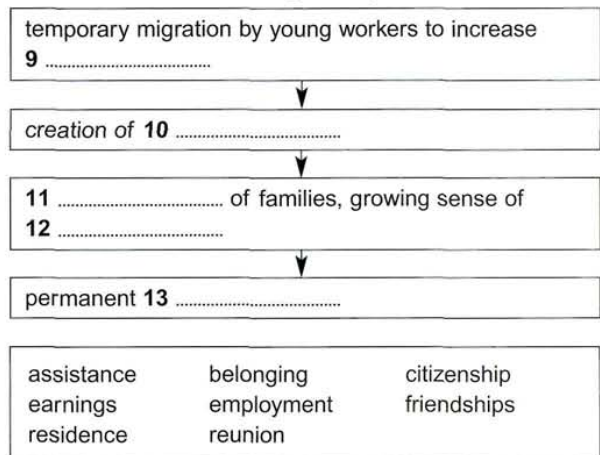 temporary migration by young workers to increase
9 ....................................
creation of 10 ....................................
11 .................................... of families, growing sense of
12 ....................................
permanent 13 ....................................
assistance belonging citizenship
earnings employment friendships
residence reunion